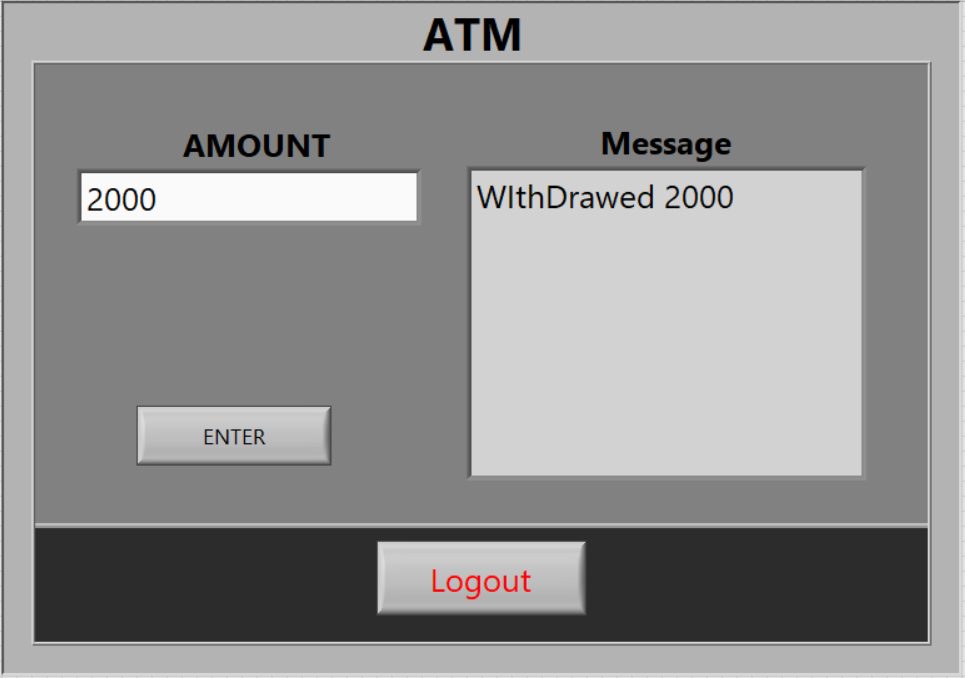 ATM
AMOUNT
2000
Message
WIthDrawed 2000
ENTER
Logout